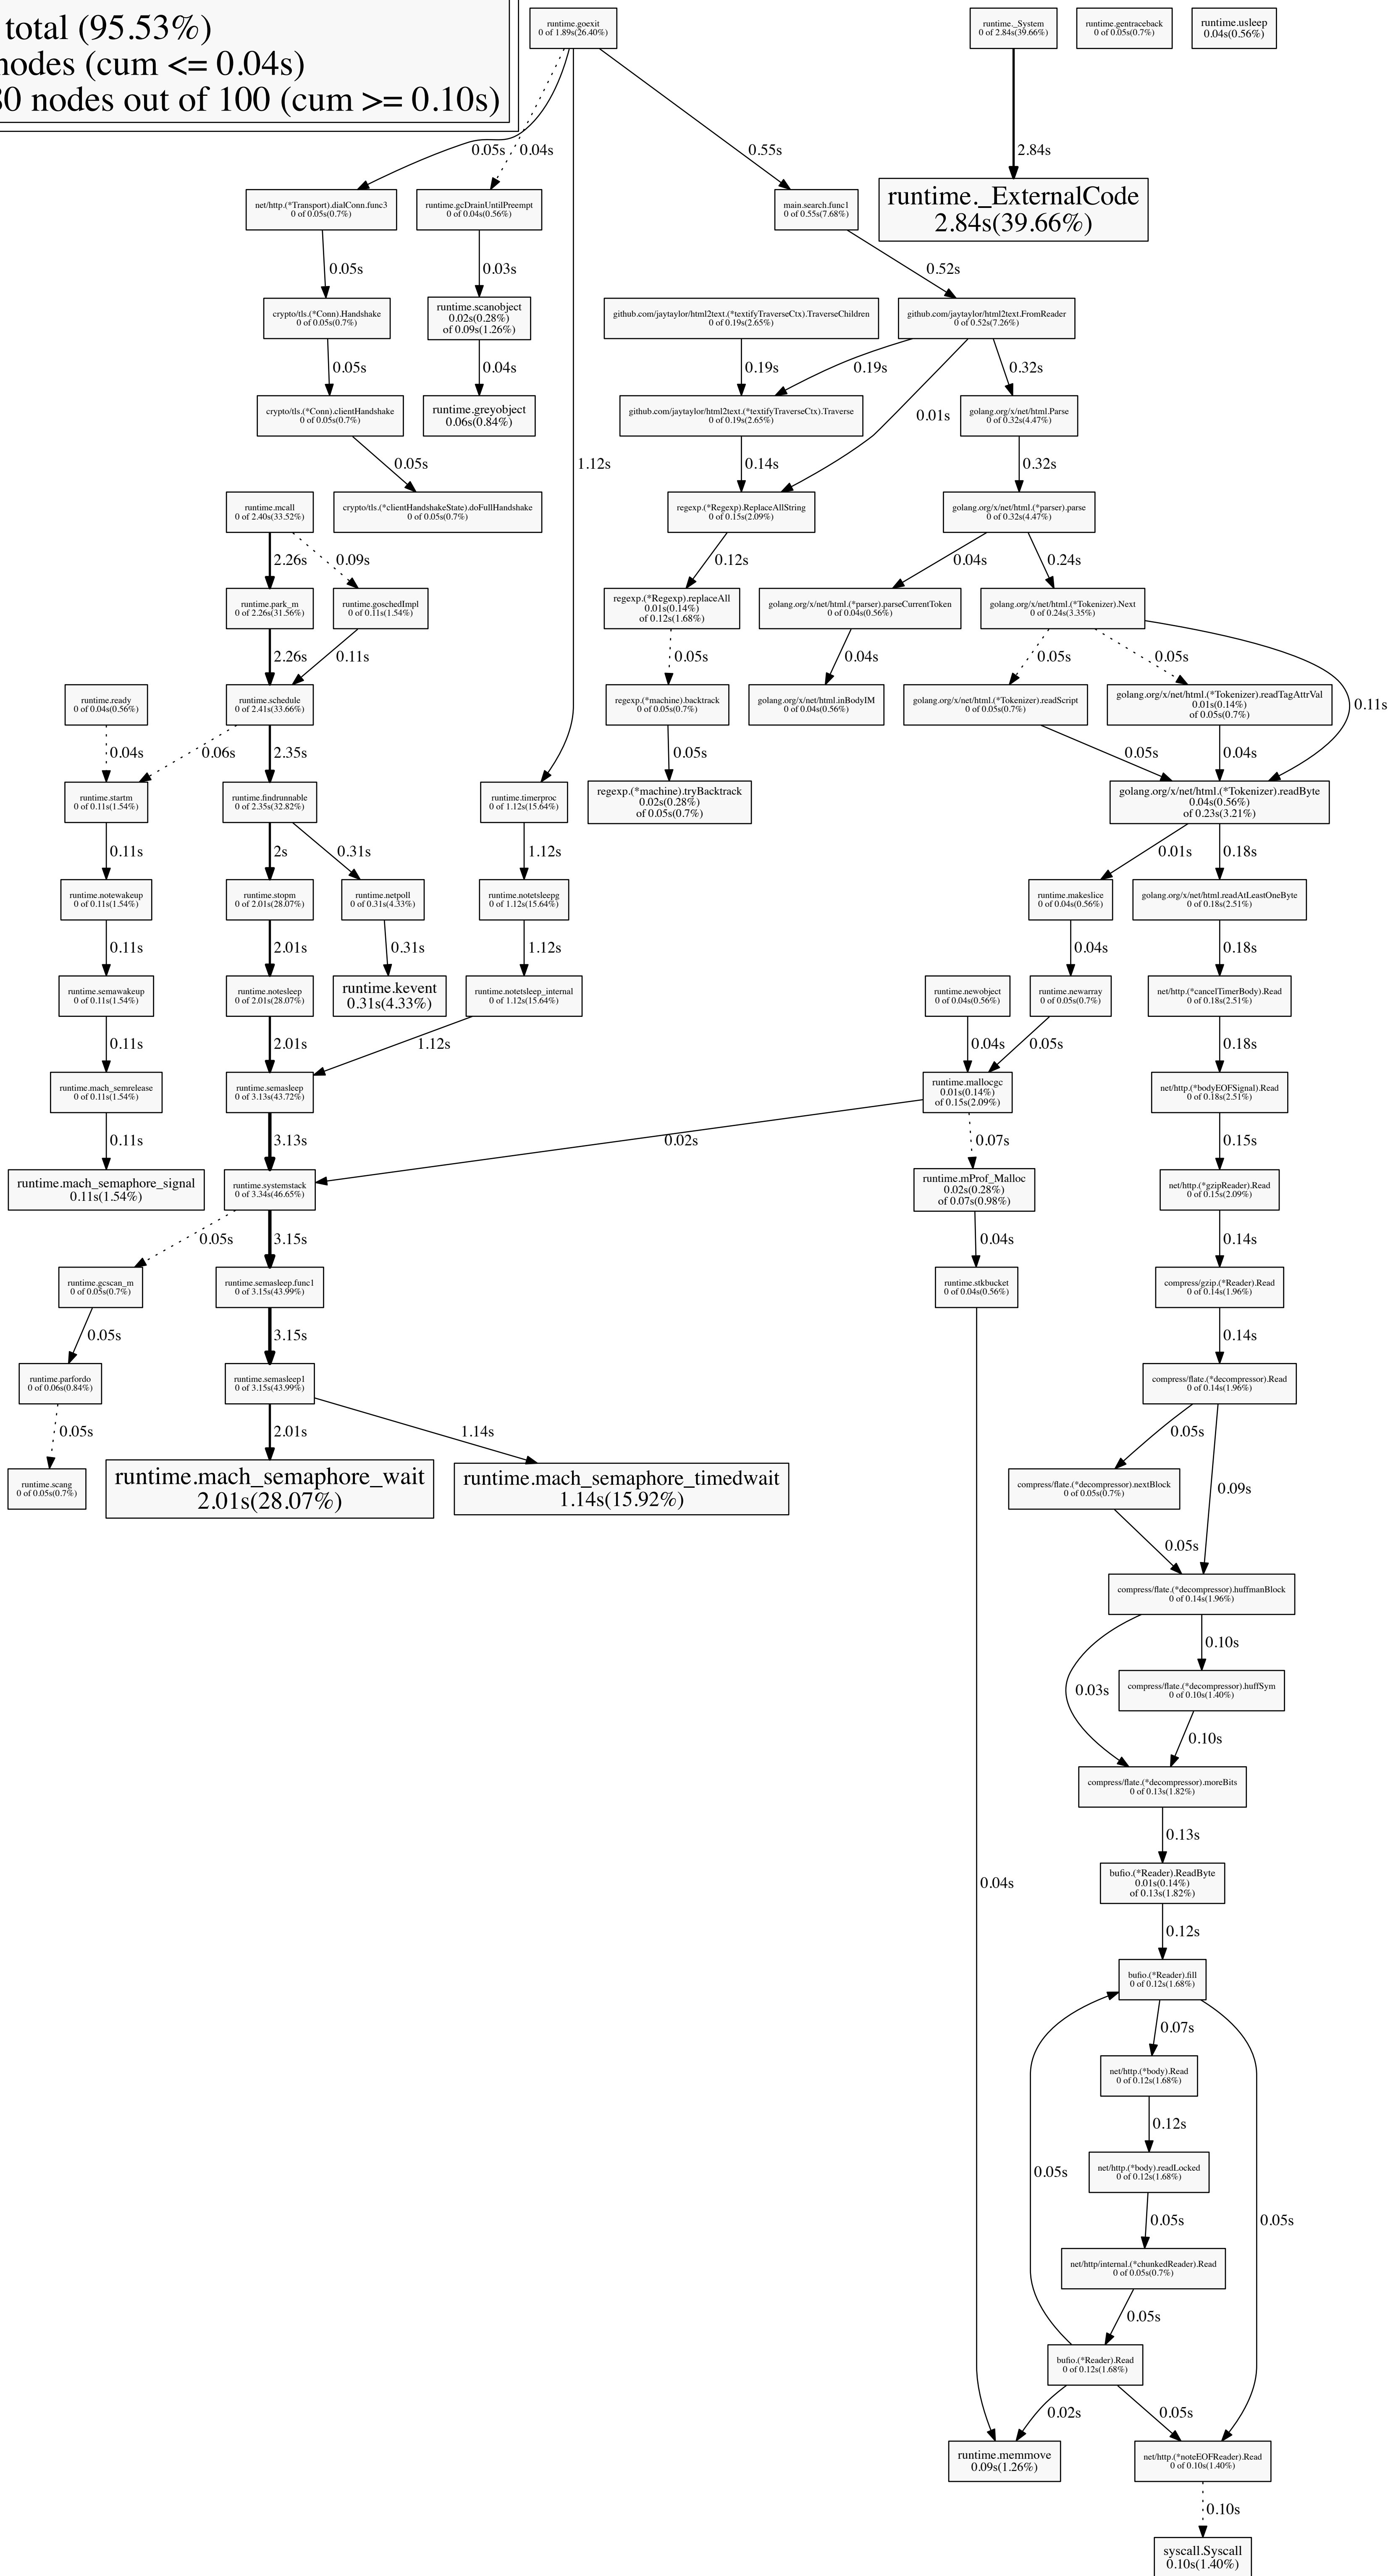 total (95.53%)
nodes (cum <= 0.04s)
80 nodes out of 100 (cum >= 0.10s)
runtime.goexit
0 of 1.89s(26.40%)
runtime._System
0 of 2.84s(39.66%)
runtime.gentraceback
0 of 0.05s(0.7%)
runtime.usleep
0.04s(0.56%)
0.05s
0.04s
0.55s
2.84s
net/http.(*Transport).dialConn.func3
0 of 0.05s(0.7%)
runtime.gcDrainUntilPreempt
0 of 0.04s(0.56%)
main.search.func1
0 of 0.55s(7.68%)
runtime._ExternalCode
2.84s(39.66%)
0.05s
0.03s
0.52s
crypto/tls.(*Conn).Handshake
0 of 0.05s(0.7%)
runtime.scanobject
0.02s(0.28%)
of 0.09s(1.26%)
github.com/jaytaylor/html2text.(*textifyTraverseCtx).TraverseChildren
0 of 0.19s(2.65%)
github.com/jaytaylor/html2text.FromReader
0 of 0.52s(7.26%)
0.05s
0.04s
0.19s
0.19s
0.32s
crypto/tls.(*Conn).clientHandshake
0 of 0.05s(0.7%)
runtime.greyobject
0.06s(0.84%)
github.com/jaytaylor/html2text.(*textifyTraverseCtx).Traverse
0 of 0.19s(2.65%)
0.01s
golang.org/x/net/html.Parse
0 of 0.32s(4.47%)
0.05s
1.12s
0.14s
0.32s
runtime.mcall
0 of 2.40s(33.52%)
crypto/tls.(*clientHandshakeState).doFullHandshake
0 of 0.05s(0.7%)
regexp.(*Regexp).ReplaceAllString
0 of 0.15s(2.09%)
golang.org/x/net/html.(*parser).parse
0 of 0.32s(4.47%)
2.26s
0.09s
0.12s
0.04s
0.24s
runtime.park_m
0 of 2.26s(31.56%)
runtime.goschedImpl
0 of 0.11s(1.54%)
regexp.(*Regexp).replaceAll
0.01s(0.14%)
of 0.12s(1.68%)
golang.org/x/net/html.(*parser).parseCurrentToken
0 of 0.04s(0.56%)
golang.org/x/net/html.(*Tokenizer).Next
0 of 0.24s(3.35%)
2.26s
0.11s
0.05s
0.04s
0.05s
0.05s
runtime.ready
0 of 0.04s(0.56%)
runtime.schedule
0 of 2.41s(33.66%)
regexp.(*machine).backtrack
0 of 0.05s(0.7%)
golang.org/x/net/html.inBodyIM
0 of 0.04s(0.56%)
golang.org/x/net/html.(*Tokenizer).readScript
0 of 0.05s(0.7%)
golang.org/x/net/html.(*Tokenizer).readTagAttrVal
0.01s(0.14%)
of 0.05s(0.7%)
0.11s
0.04s
0.06s
2.35s
0.05s
0.05s
0.04s
runtime.startm
0 of 0.11s(1.54%)
runtime.findrunnable
0 of 2.35s(32.82%)
runtime.timerproc
0 of 1.12s(15.64%)
regexp.(*machine).tryBacktrack
0.02s(0.28%)
of 0.05s(0.7%)
golang.org/x/net/html.(*Tokenizer).readByte
0.04s(0.56%)
of 0.23s(3.21%)
0.11s
2s
0.31s
1.12s
0.01s
0.18s
runtime.notewakeup
0 of 0.11s(1.54%)
runtime.stopm
0 of 2.01s(28.07%)
runtime.netpoll
0 of 0.31s(4.33%)
runtime.notetsleepg
0 of 1.12s(15.64%)
runtime.makeslice
0 of 0.04s(0.56%)
golang.org/x/net/html.readAtLeastOneByte
0 of 0.18s(2.51%)
0.11s
2.01s
0.31s
1.12s
0.04s
0.18s
runtime.semawakeup
0 of 0.11s(1.54%)
runtime.notesleep
0 of 2.01s(28.07%)
runtime.kevent
0.31s(4.33%)
runtime.notetsleep_internal
0 of 1.12s(15.64%)
runtime.newobject
0 of 0.04s(0.56%)
runtime.newarray
0 of 0.05s(0.7%)
net/http.(*cancelTimerBody).Read
0 of 0.18s(2.51%)
0.11s
2.01s
1.12s
0.04s
0.05s
0.18s
runtime.mach_semrelease
0 of 0.11s(1.54%)
runtime.semasleep
0 of 3.13s(43.72%)
runtime.mallocgc
0.01s(0.14%)
of 0.15s(2.09%)
net/http.(*bodyEOFSignal).Read
0 of 0.18s(2.51%)
0.11s
3.13s
0.02s
0.07s
0.15s
runtime.mach_semaphore_signal
0.11s(1.54%)
runtime.systemstack
0 of 3.34s(46.65%)
runtime.mProf_Malloc
0.02s(0.28%)
of 0.07s(0.98%)
net/http.(*gzipReader).Read
0 of 0.15s(2.09%)
0.05s
3.15s
0.04s
0.14s
runtime.gcscan_m
0 of 0.05s(0.7%)
runtime.semasleep.func1
0 of 3.15s(43.99%)
runtime.stkbucket
0 of 0.04s(0.56%)
compress/gzip.(*Reader).Read
0 of 0.14s(1.96%)
0.05s
3.15s
0.14s
runtime.parfordo
0 of 0.06s(0.84%)
runtime.semasleep1
0 of 3.15s(43.99%)
compress/flate.(*decompressor).Read
0 of 0.14s(1.96%)
0.05s
2.01s
1.14s
0.05s
runtime.scang
0 of 0.05s(0.7%)
runtime.mach_semaphore_wait
2.01s(28.07%)
runtime.mach_semaphore_timedwait
1.14s(15.92%)
compress/flate.(*decompressor).nextBlock
0 of 0.05s(0.7%)
0.09s
0.05s
compress/flate.(*decompressor).huffmanBlock
0 of 0.14s(1.96%)
0.10s
0.03s
compress/flate.(*decompressor).huffSym
0 of 0.10s(1.40%)
0.10s
compress/flate.(*decompressor).moreBits
0 of 0.13s(1.82%)
0.13s
0.04s
bufio.(*Reader).ReadByte
0.01s(0.14%)
of 0.13s(1.82%)
0.12s
bufio.(*Reader).fill
0 of 0.12s(1.68%)
0.07s
net/http.(*body).Read
0 of 0.12s(1.68%)
0.12s
0.05s
net/http.(*body).readLocked
0 of 0.12s(1.68%)
0.05s
0.05s
net/http/internal.(*chunkedReader).Read
0 of 0.05s(0.7%)
0.05s
bufio.(*Reader).Read
0 of 0.12s(1.68%)
0.02s
0.05s
runtime.memmove
0.09s(1.26%)
net/http.(*noteEOFReader).Read
0 of 0.10s(1.40%)
0.10s
syscall.Syscall
0.10s(1.40%)